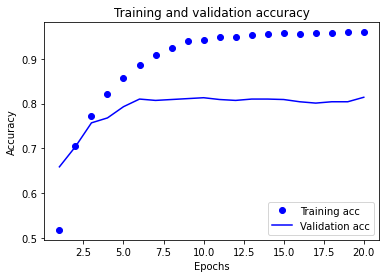 Training and validation accuracy
Accuracy
0.9
0.8
0.7
0.6
0.5
Training acc
Validation acc
2.5 5.0 7.5 10.0 12.5 15.0 17.5 20.0
Epochs